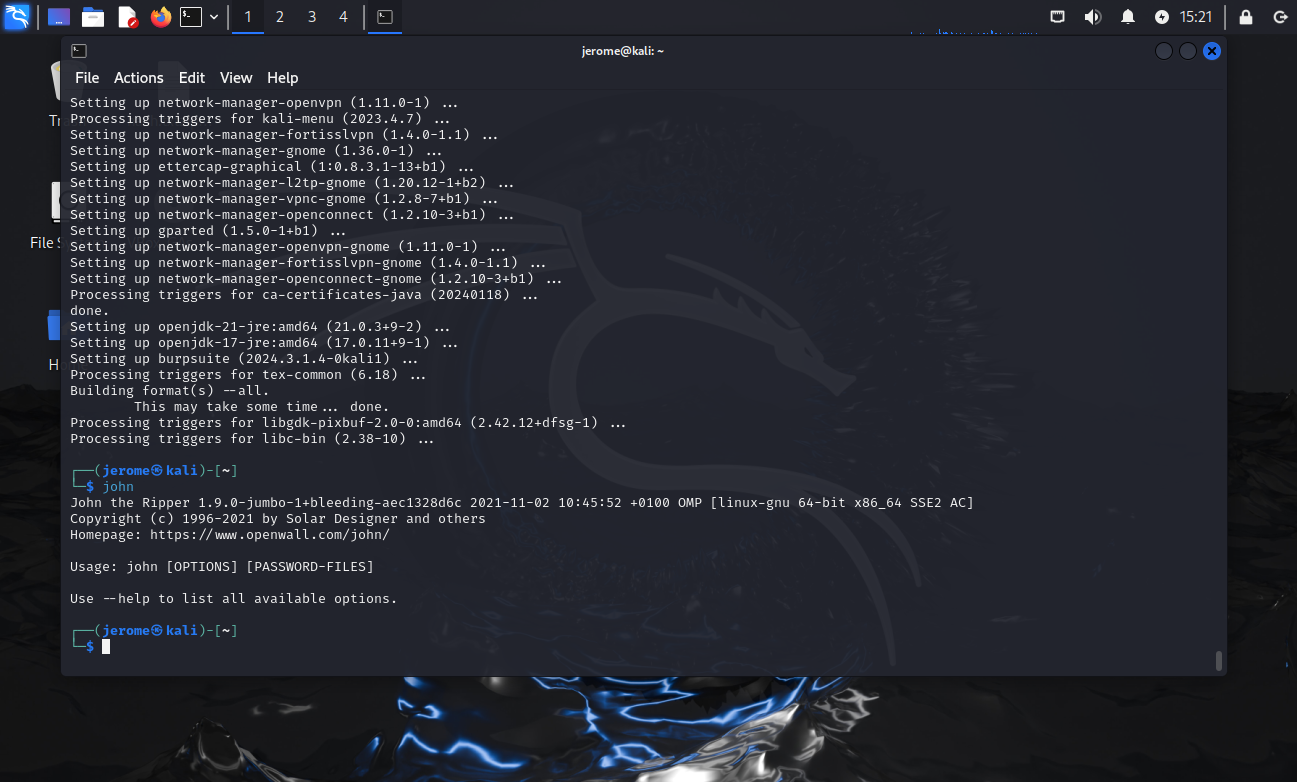 1 2 3 4 15:21
jerome@kali: ~
File Actions Edit View Help
Setting up network-manager-openvpn (1.11.0-1) ...
Processing triggers for kali-menu (2023.4.7) ...
Setting up network-manager-fortisslvpn (1.4.0-1.1) ...
Setting up network-manager-gnome (1.36.0-1) ...
Setting up ettercap-graphical (1:0.8.3.1-13+b1) ...
Setting up network-manager-l2tp-gnome (1.20.12-1+b2) ...
Setting up network-manager-vpnc-gnome (1.2.8-7+b1) ...
Setting up network-manager-openconnect (1.2.10-3+b1) ...
Setting up gparted (1.5.0-1+b1) ...
Setting up network-manager-openvpn-gnome (1.11.0-1) ...
Setting up network-manager-fortisslvpn-gnome (1.4.0-1.1) ...
Setting up network-manager-openconnect-gnome (1.2.10-3+b1) ...
Processing triggers for ca-certificates-java (20240118) ...
done.
Setting up openjdk-21-jre:amd64 (21.0.3+9-2) ...
Setting up openjdk-17-jre:amd64 (17.0.11+9-1) ...
Setting up burpsuite (2024.3.1.4-0kali1) ...
Processing triggers for tex-common (6.18) ...
Building format(s) --all.
This may take some time... done.
Processing triggers for libgdk-pixbuf-2.0-0:amd64 (2.42.12+dfsg-1) ...
Processing triggers for libc-bin (2.38-10) ...
┌──(jerome㉿kali)-[~]
└─$ john
John the Ripper 1.9.0-jumbo-1+bleeding-aec1328d6c 2021-11-02 10:45:52 +0100 OMP [linux-gnu 64-bit x86_64 SSE2 AC]
Copyright (c) 1996-2021 by Solar Designer and others
Homepage: https://www.openwall.com/john/
Usage: john [OPTIONS] [PASSWORD-FILES]
Use --help to list all available options.
┌──(jerome㉿kali)-[~]
└─$
Tr
File S
H